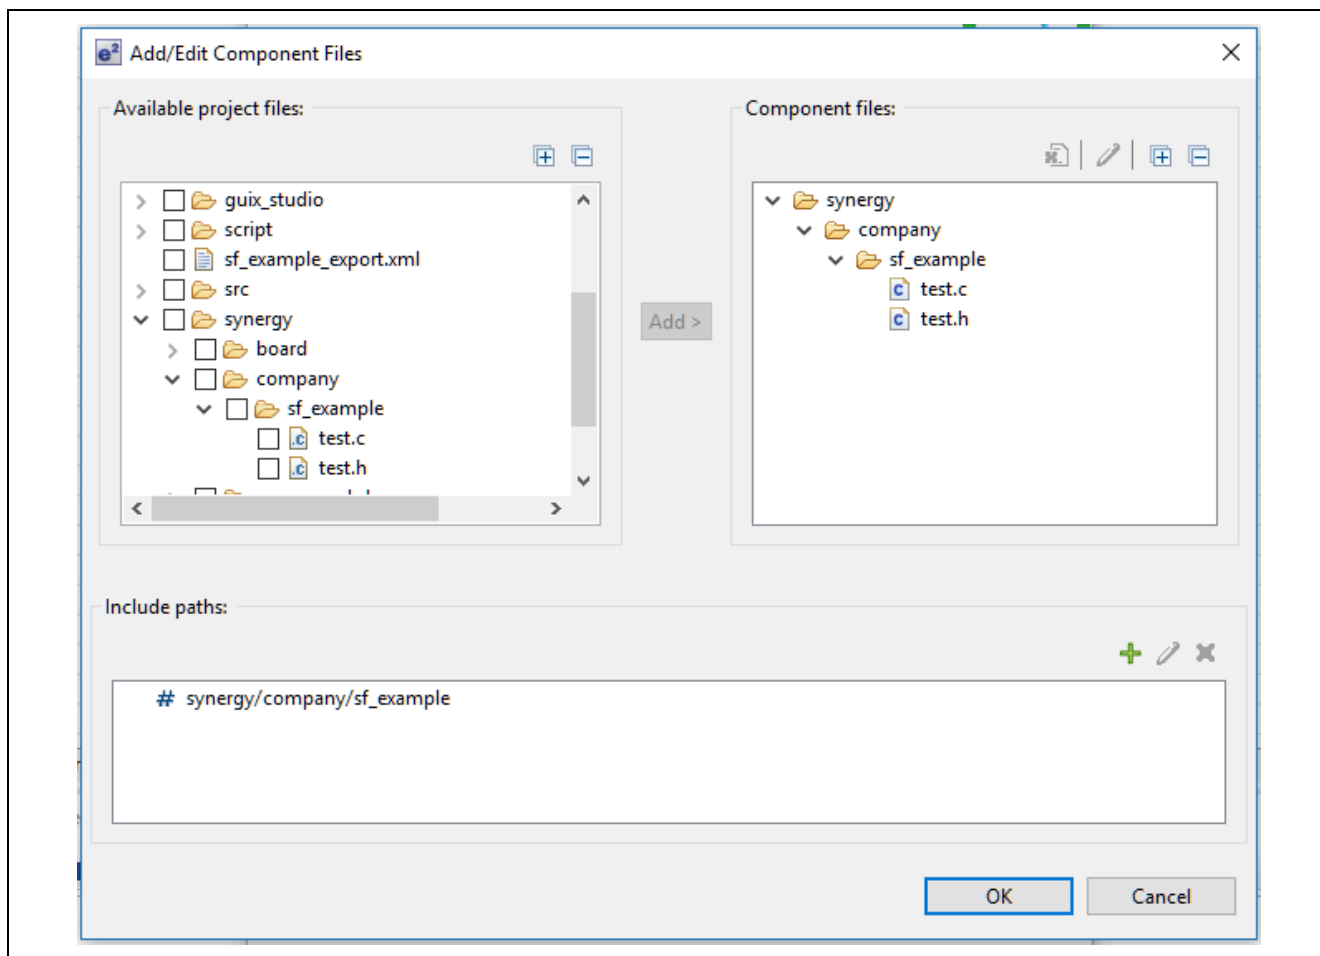 e² Add/Edit Component Files
Available project files:
guix_studio
script
sf_example_export.xml
src
synergy
board
company
sf_example
.c test.c
.c test.h
Add >
Component files:
synergy
company
sf_example
c test.c
c test.h
Include paths:
# synergy/company/sf_example
OK
Cancel